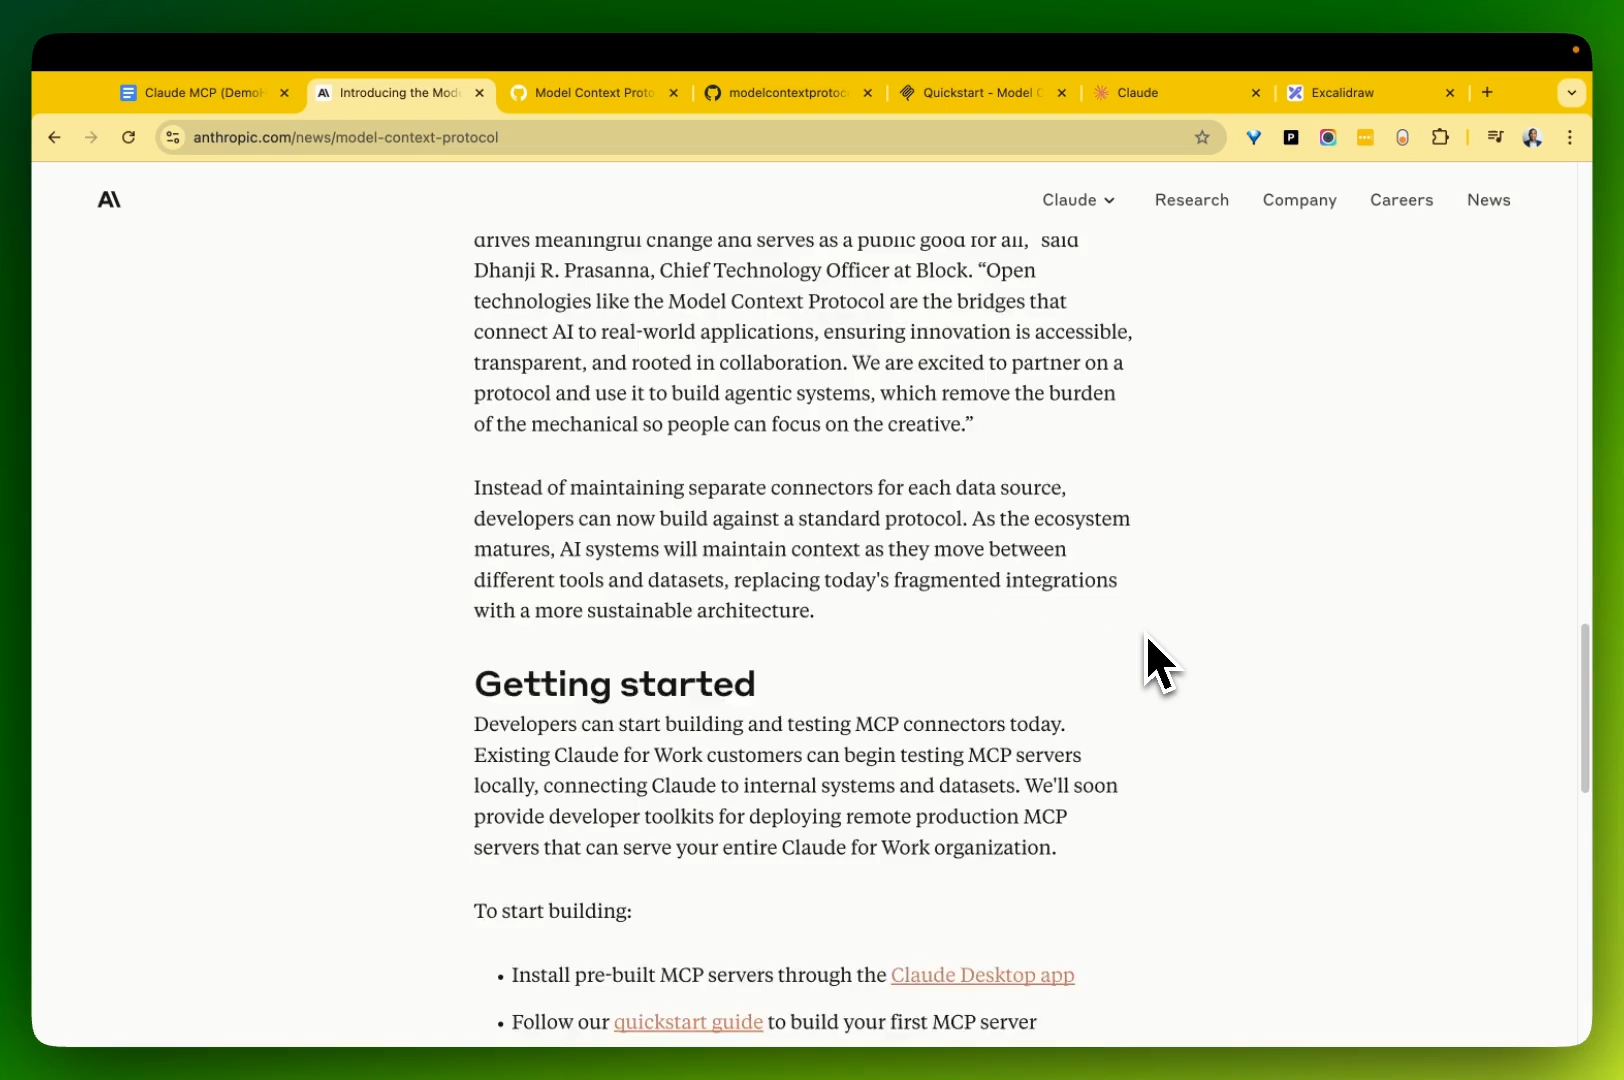 Claude MCP (Demo
Introducing the Mod
Model Context Proto
modelcontextprotoc
Quickstart - Model C
Claude
Excalidraw
anthropic.com/news/model-context-protocol
Claude
Research
Company
Careers
News
drives meaningful change and serves as a public good for all,” said
Dhanji R. Prasanna, Chief Technology Officer at Block. “Open
technologies like the Model Context Protocol are the bridges that
connect AI to real-world applications, ensuring innovation is accessible,
transparent, and rooted in collaboration. We are excited to partner on a
protocol and use it to build agentic systems, which remove the burden
of the mechanical so people can focus on the creative.”
Instead of maintaining separate connectors for each data source,
developers can now build against a standard protocol. As the ecosystem
matures, AI systems will maintain context as they move between
different tools and datasets, replacing today's fragmented integrations
with a more sustainable architecture.
Getting started
Developers can start building and testing MCP connectors today.
Existing Claude for Work customers can begin testing MCP servers
locally, connecting Claude to internal systems and datasets. We'll soon
provide developer toolkits for deploying remote production MCP
servers that can serve your entire Claude for Work organization.
To start building:
• Install pre-built MCP servers through the Claude Desktop app
• Follow our quickstart guide to build your first MCP server